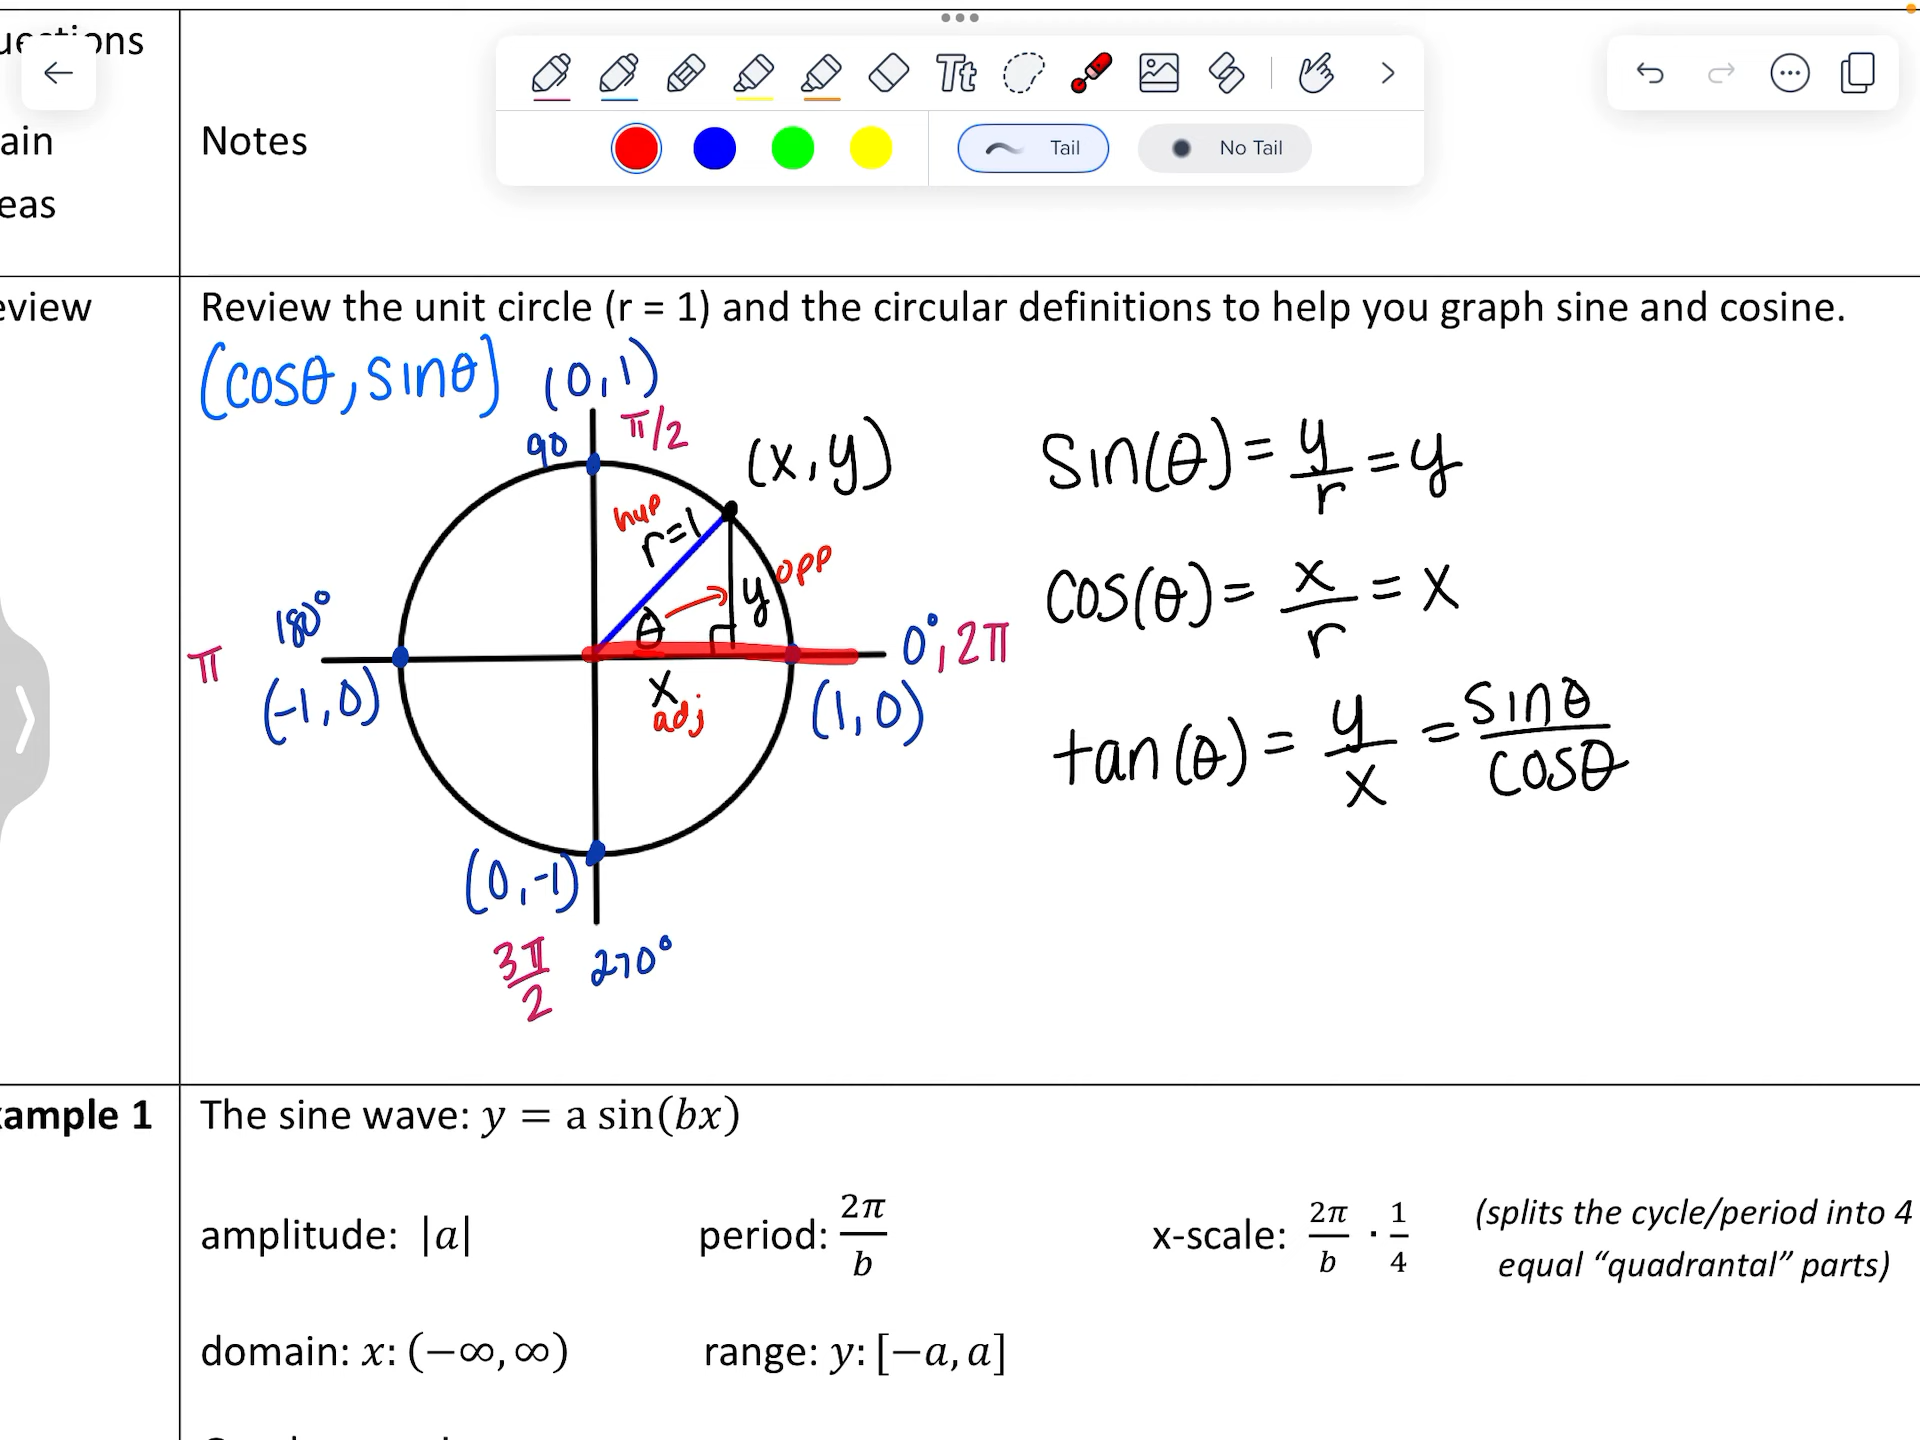 uestions
ain
eas
Notes
Tt
Tail
No Tail
eview
Review the unit circle (r = 1) and the circular definitions to help you graph sine and cosine.
(cosθ, sinθ)
(0,1)
90
π/2
(x,y)
hyp
r=1
opp
y
θ
180°
π
(-1,0)
x
adj
0°, 2π
(1,0)
(0,-1)
3π/2
270°
sin(θ) = y/r = y
cos(θ) = x/r = x
tan(θ) = y/x = sinθ/cosθ
xample 1
The sine wave: y = a sin(bx)
amplitude: |a|
period: 2π/b
x-scale: 2π/b · 1/4
(splits the cycle/period into 4
equal “quadrantal” parts)
domain: x: (−∞, ∞)
range: y: [−a, a]